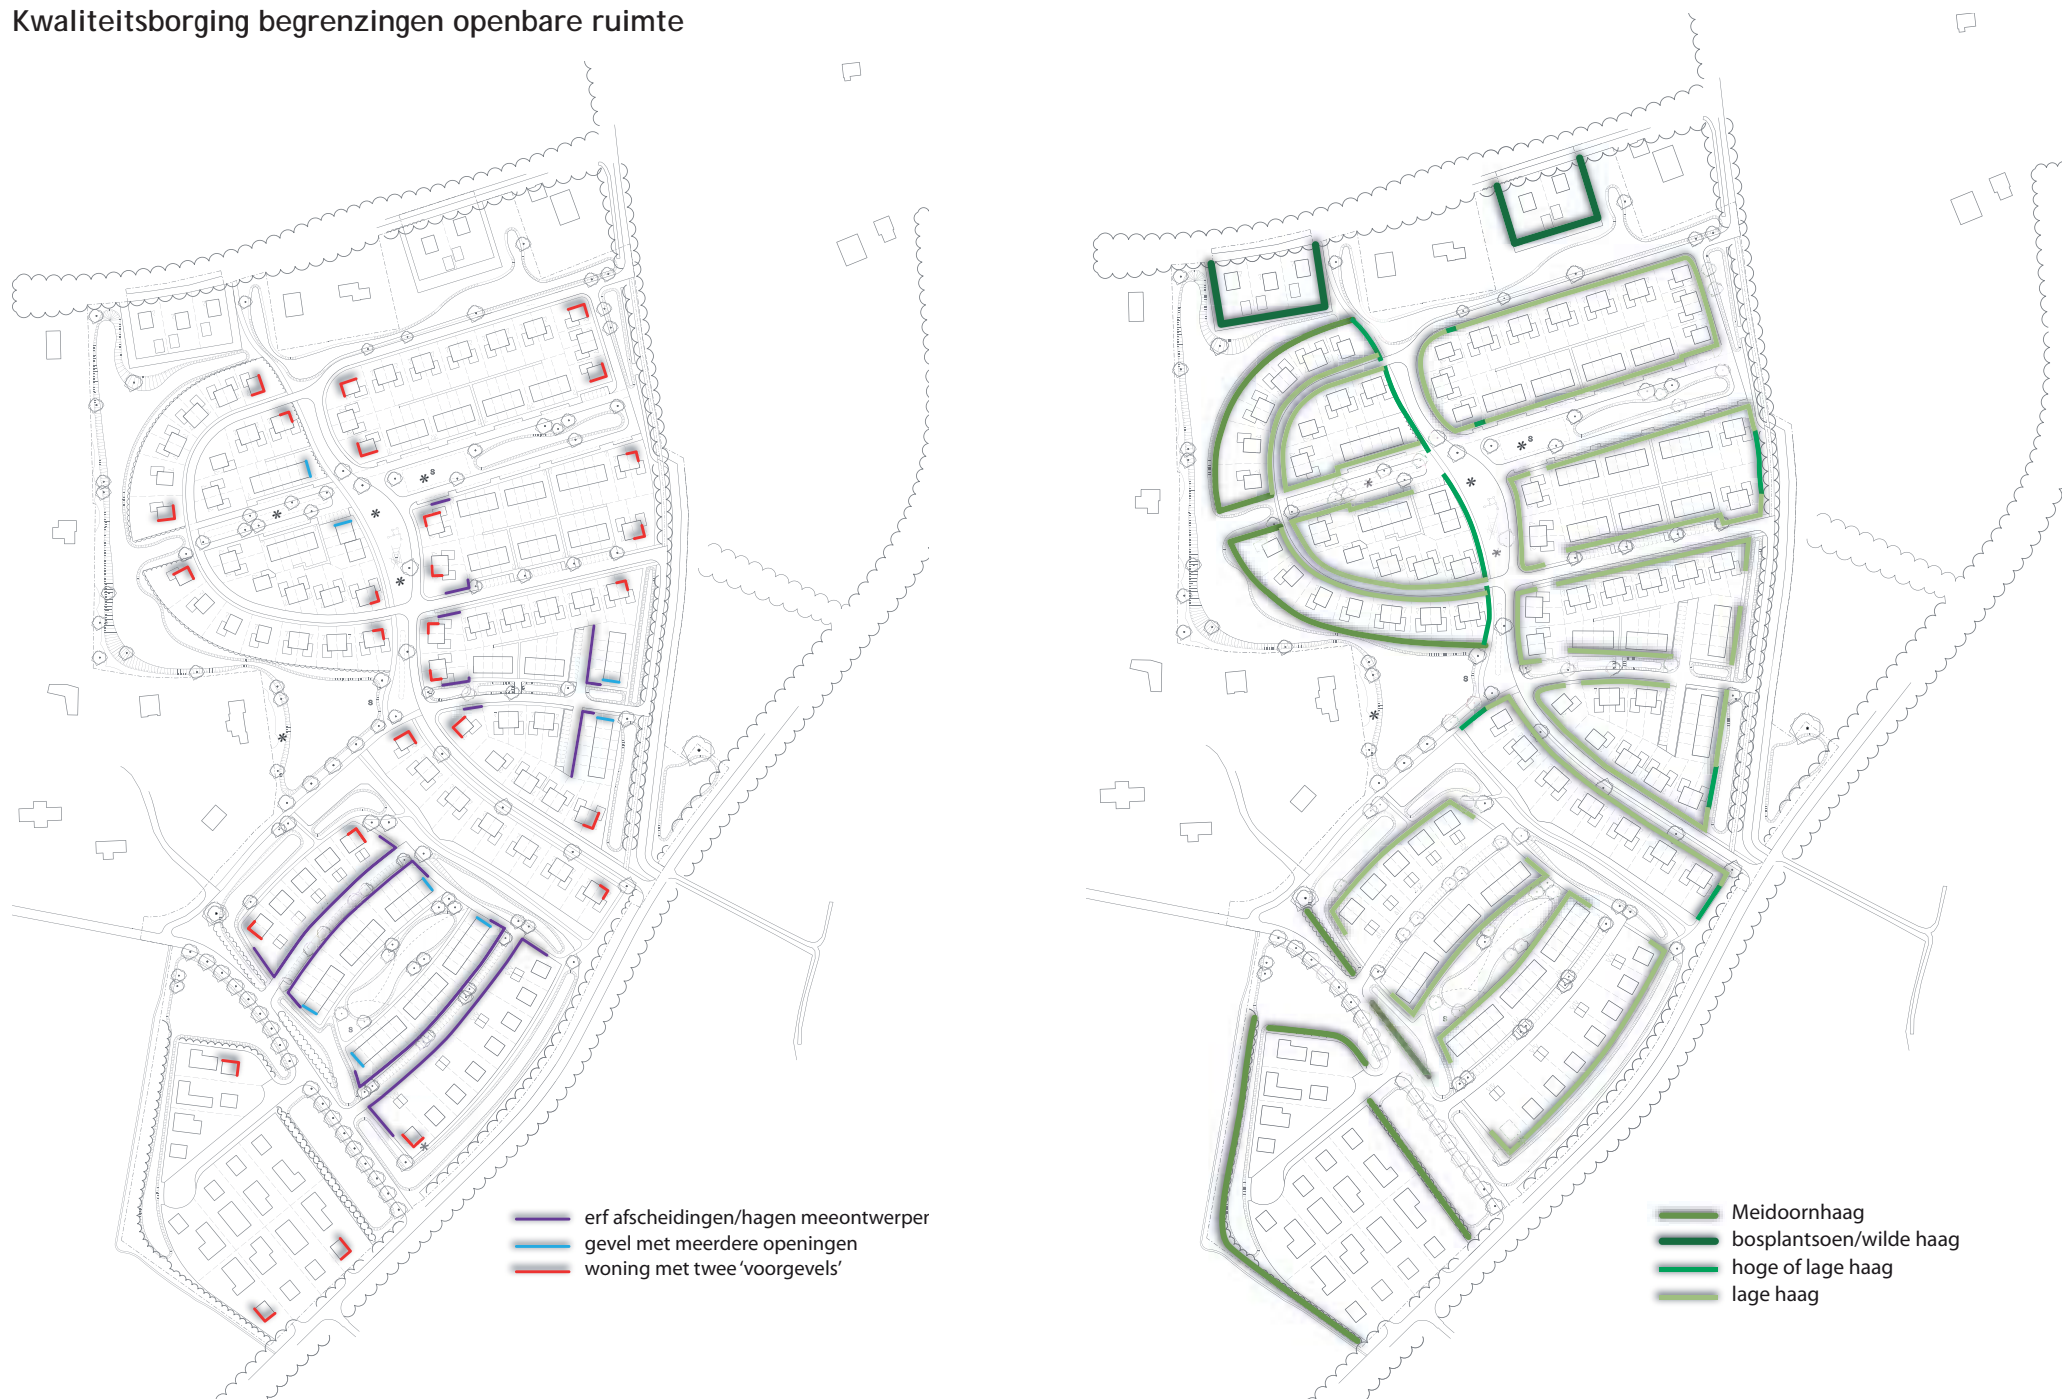 Kwaliteitsborging begrenzingen openbare ruimte
erf afscheidingen/hagen meeontwerper
gevel met meerdere openingen
woning met twee 'voorgevels'
Meidoornhaag
bosplantsoen/wilde haag
hoge of lage haag
lage haag